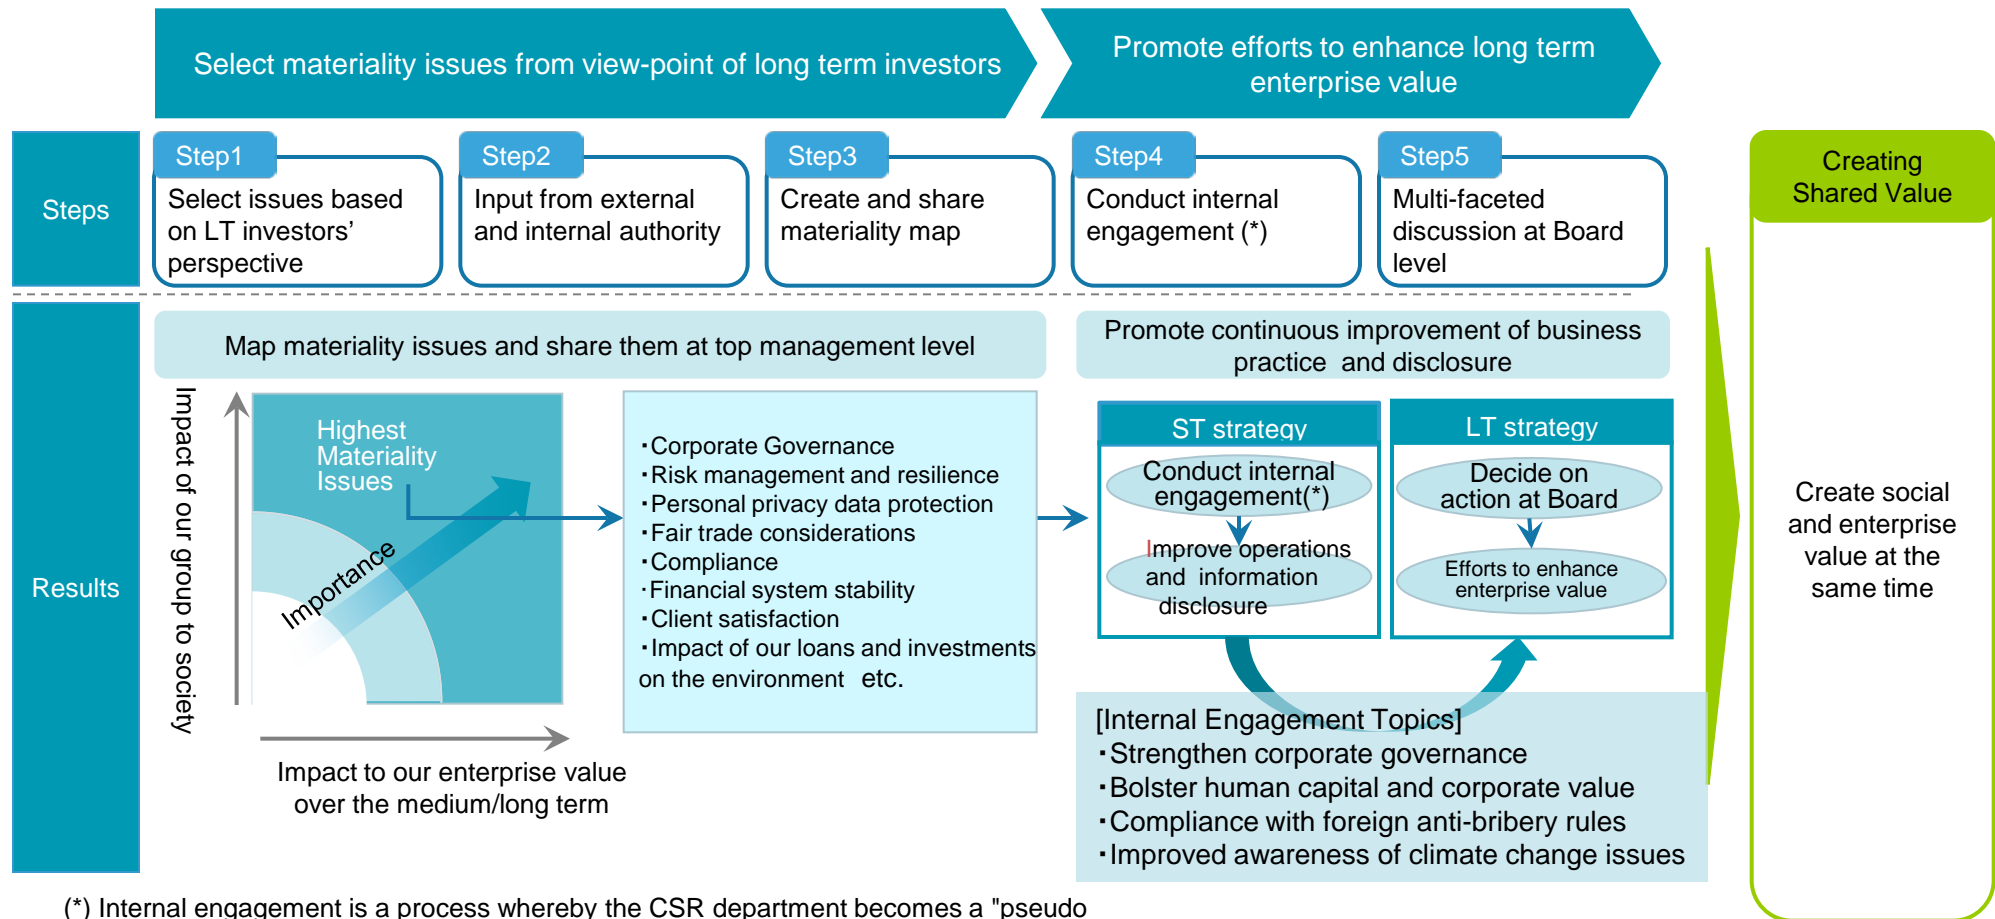 Select materiality issues from view-point of long term investors
Promote efforts to enhance long term
enterprise value
Steps
Step1
Select issues based
on LT investors’
perspective
Step2
Input from external
and internal authority
Step3
Create and share
materiality map
Step4
Conduct internal
engagement (*)
Step5
Multi-faceted
discussion at Board
level
Creating
Shared Value
Results
Map materiality issues and share them at top management level
Promote continuous improvement of business
practice and disclosure
Impact of our group to society
Highest
Materiality
Issues
Importance
Impact to our enterprise value
over the medium/long term
・Corporate Governance
・Risk management and resilience
・Personal privacy data protection
・Fair trade considerations
・Compliance
・Financial system stability
・Client satisfaction
・Impact of our loans and investments
on the environment etc.
ST strategy
Conduct internal
engagement(*)
Improve operations
and information
disclosure
LT strategy
Decide on
action at Board
Efforts to enhance
enterprise value
[Internal Engagement Topics]
・Strengthen corporate governance
・Bolster human capital and corporate value
・Compliance with foreign anti-bribery rules
・Improved awareness of climate change issues
Create social
and enterprise
value at the
same time
(*) Internal engagement is a process whereby the CSR department becomes a "pseudo